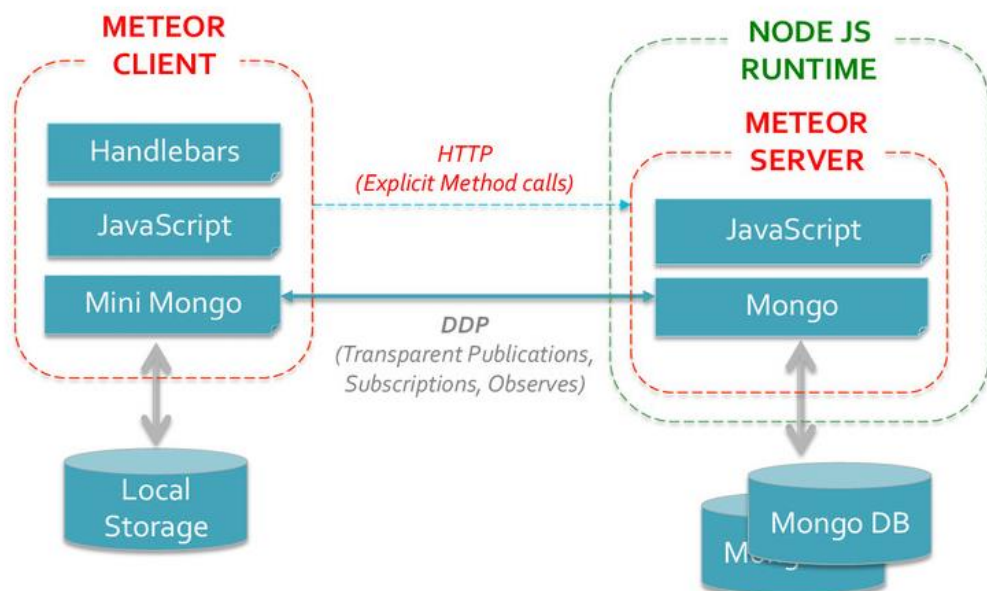 METEOR
CLIENT
Handlebars
JavaScript
Mini Mongo
Local
Storage
HTTP
(Explicit Method calls)
DDP
(Transparent Publications,
Subscriptions, Observes)
NODE JS
RUNTIME
METEOR
SERVER
JavaScript
Mongo
Mongo DB